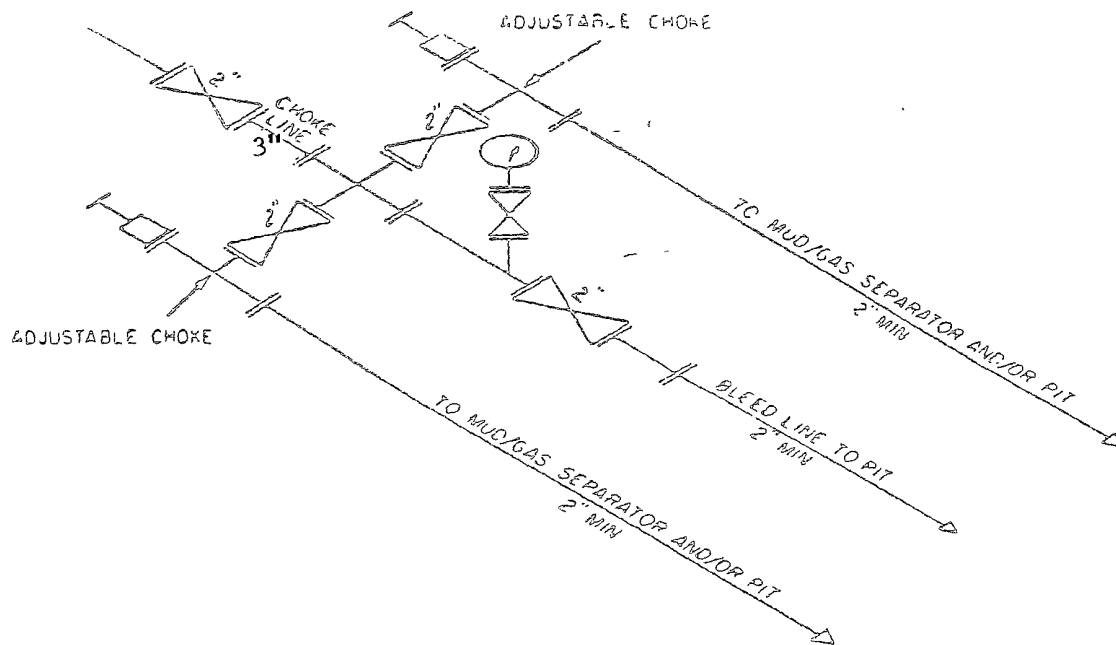 ADJUSTABLE CHOKE
2"
CHOKE
LINE
3"
2"
P
2"
2"
ADJUSTABLE CHOKE
TO MUD/GAS SEPARATOR AND/OR PIT
2" MIN
BLEED LINE TO PIT
2" MIN
TO MUD/GAS SEPARATOR AND/OR PIT
2" MIN